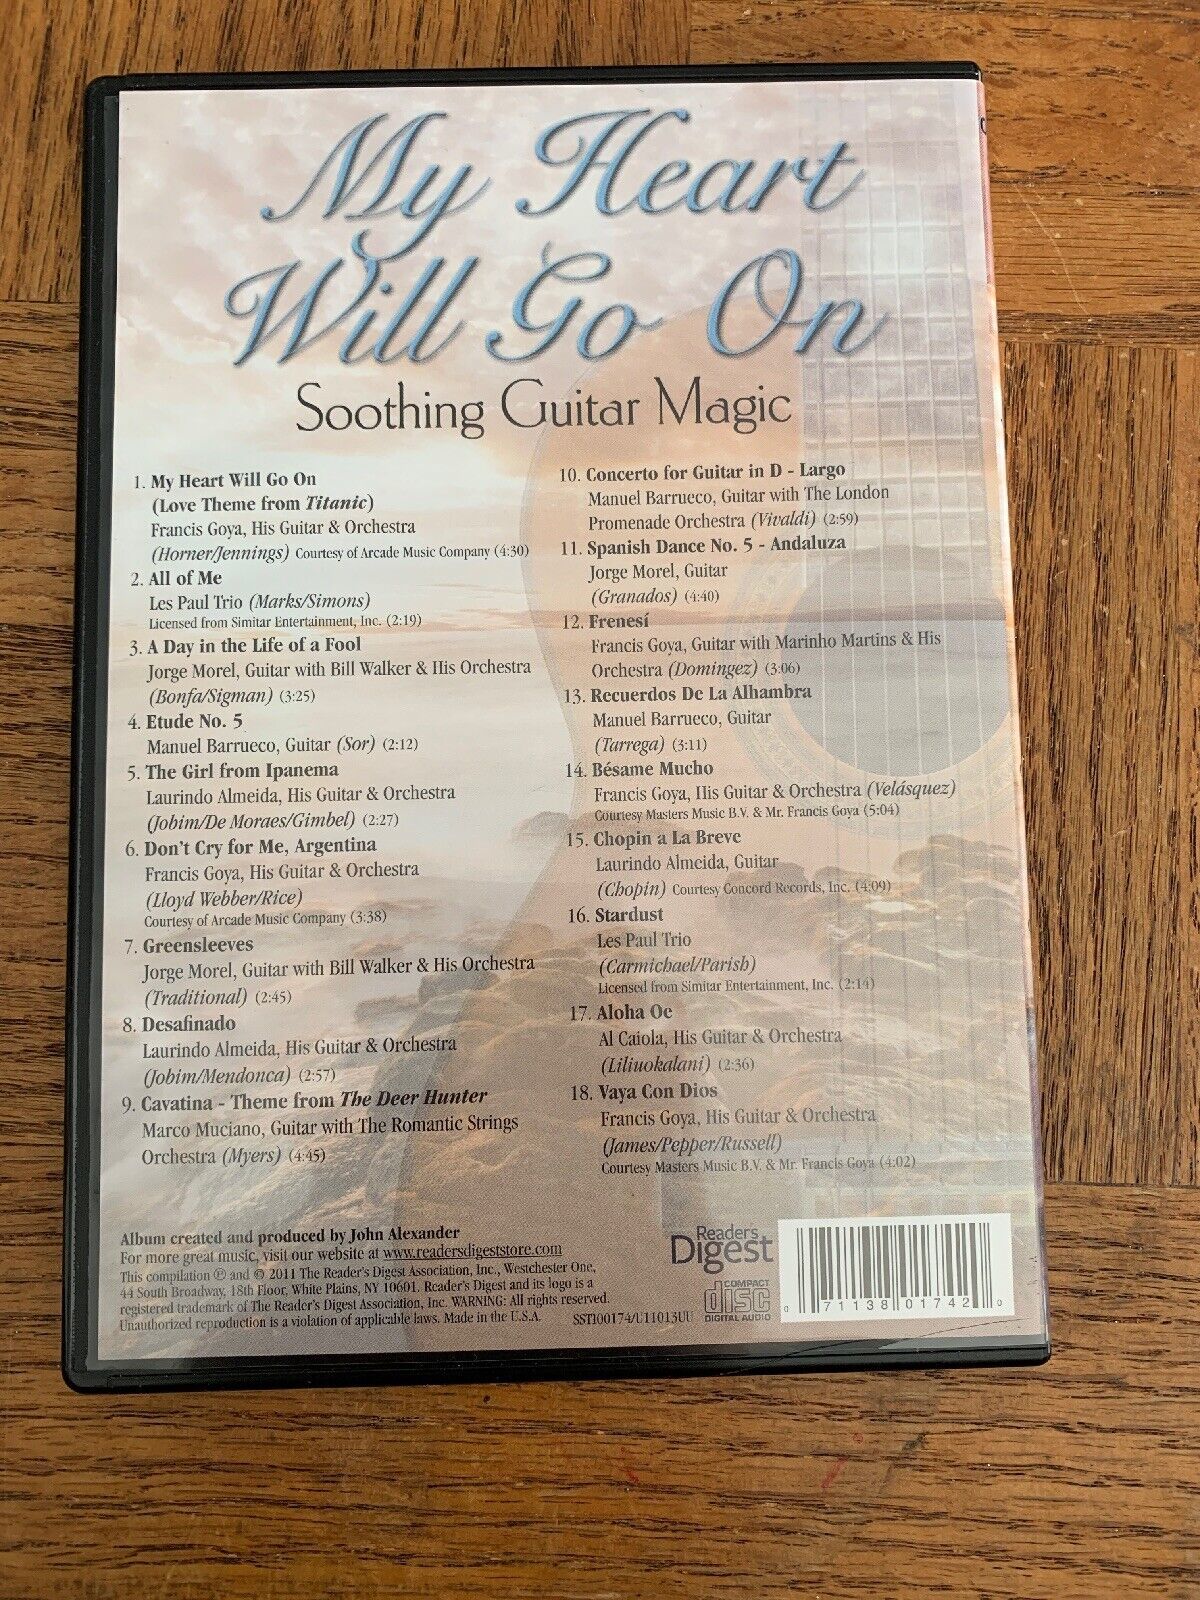 My Heart
Will Go On
Soothing Guitar Magic
1. My Heart Will Go On
(Love Theme from Titanic)
Francis Goya, His Guitar & Orchestra
(Horner/Jennings) Courtesy of Arcade Music Company (4:30)
2. All of Me
Les Paul Trio (Marks/Simons)
Licensed from Simitar Entertainment, Inc. (2:19)
3. A Day in the Life of a Fool
Jorge Morel, Guitar with Bill Walker & His Orchestra
(Bonfa/Sigman) (3:25)
4. Etude No. 5
Manuel Barrueco, Guitar (Sor) (2:12)
5. The Girl from Ipanema
Laurindo Almeida, His Guitar & Orchestra
(Jobim/De Moraes/Gimbel) (2:27)
6. Don't Cry for Me, Argentina
Francis Goya, His Guitar & Orchestra
(Lloyd Webber/Rice)
Courtesy of Arcade Music Company (3:38)
7. Greensleeves
Jorge Morel, Guitar with Bill Walker & His Orchestra
(Traditional) (2:45)
8. Desafinado
Laurindo Almeida, His Guitar & Orchestra
(Jobim/Mendonca) (2:57)
9. Cavatina - Theme from The Deer Hunter
Marco Muciano, Guitar with The Romantic Strings
Orchestra (Myers) (4:45)
10. Concerto for Guitar in D - Largo
Manuel Barrueco, Guitar with The London
Promenade Orchestra (Vivaldi) (2:59)
11. Spanish Dance No. 5 - Andaluza
Jorge Morel, Guitar
(Granados) (4:40)
12. Frenesí
Francis Goya, Guitar with Marinho Martins & His
Orchestra (Domingez) (3:06)
13. Recuerdos De La Alhambra
Manuel Barrueco, Guitar
(Tarrega) (3:11)
14. Bésame Mucho
Francis Goya, His Guitar & Orchestra (Velásquez)
Courtesy Masters Music B.V. & Mr. Francis Goya (5:04)
15. Chopin a La Breve
Laurindo Almeida, Guitar
(Chopin) Courtesy Concord Records, Inc. (4:09)
16. Stardust
Les Paul Trio
(Carmichael/Parish)
Licensed from Simitar Entertainment, Inc. (2:14)
17. Aloha Oe
Al Caiola, His Guitar & Orchestra
(Liliuokalani) (2:36)
18. Vaya Con Dios
Francis Goya, His Guitar & Orchestra
(James/Pepper/Russell)
Courtesy Masters Music B.V. & Mr. Francis Goya (4:02)
Album created and produced by John Alexander
For more great music, visit our website at www.readersdigeststore.com
This compilation ℗ and © 2011 The Reader's Digest Association, Inc., Westchester One,
44 South Broadway, 18th Floor, White Plains, NY 10601. Reader's Digest and its logo is a
registered trademark of The Reader's Digest Association, Inc. WARNING: All rights reserved.
Unauthorized reproduction is a violation of applicable laws. Made in the U.S.A. SST100174/U11013UU
Readers
Digest
COMPACT
disc
DIGITAL AUDIO
0 71138 01742 0